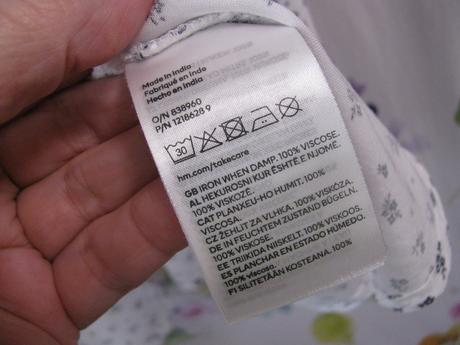 Made in India
Fabriqué en Inde
Hecho en India
O/N 838960
P/N 1218628 9
30
hm.com/takecare
GB IRON WHEN DAMP. 100% VISCOSE.
AL HEKUROSNI KUR ËSHTË E NJOMË.
100% VISKOZË.
CAT PLANXEU-HO HUMIT. 100%
VISCOSA.
CZ ŽEHLIT ZA VLHKA. 100% VISKÓZA.
DE IN FEUCHTEM ZUSTAND BÜGELN.
100% VISKOSE.
EE TRIIKIDA NIISKELT. 100% VISKOOS.
ES PLANCHAR EN ESTADO HÚMEDO.
100% viscosa.
FI SILITETÄÄN KOSTEANA. 100%